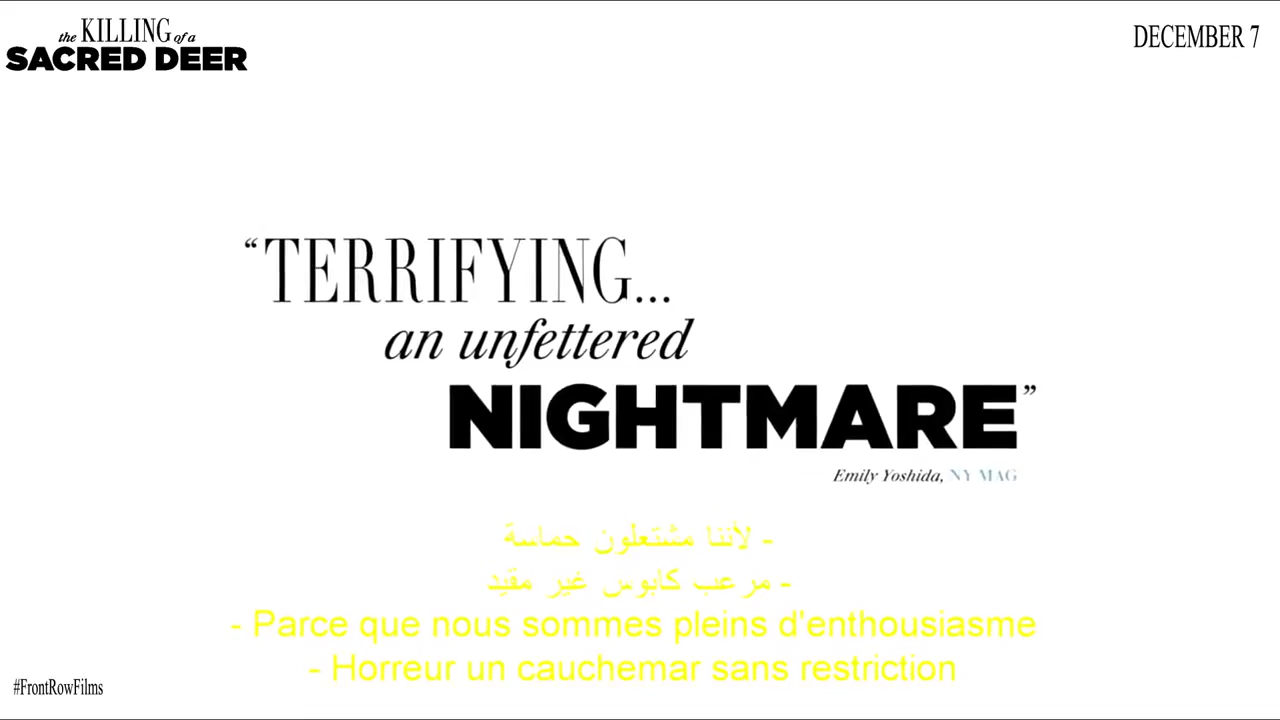 the KILLING of a
SACRED DEER
DECEMBER 7
“TERRIFYING...
an unfettered
NIGHTMARE”
Emily Yoshida, NY MAG
- لأننا مشتعلون حماسة
- مرعب كابوس غير مقيد
- Parce que nous sommes pleins d'enthousiasme
- Horreur un cauchemar sans restriction
#FrontRowFilms